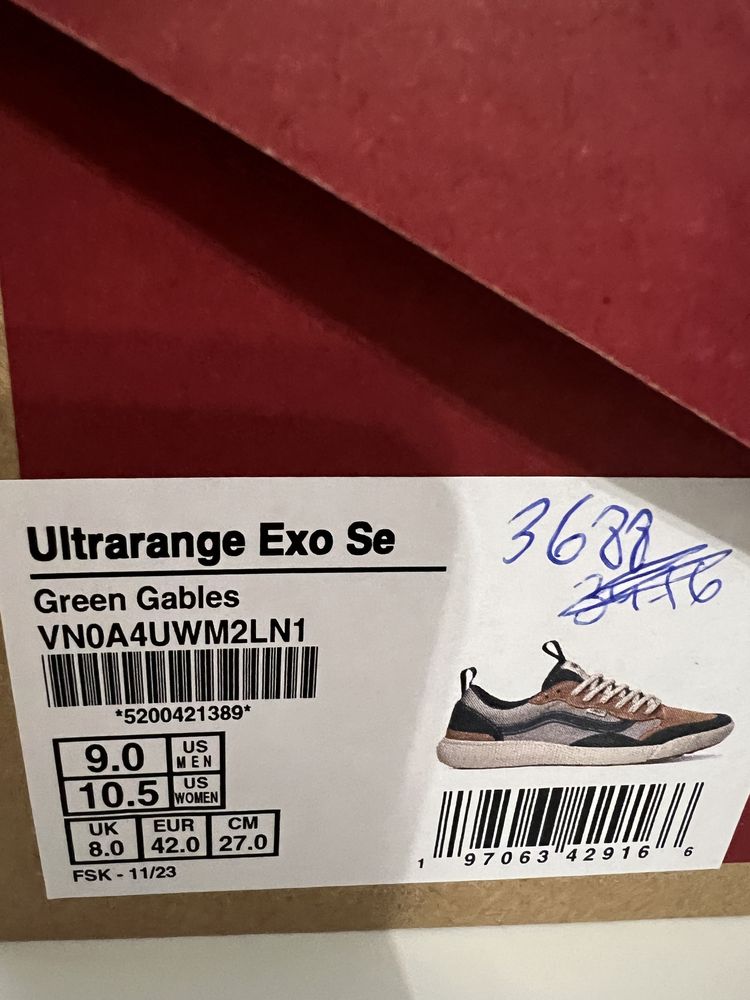 Ultrarange Exo Se
3688
Green Gables
VN0A4UWM2LN1
*5200421389*
9.0 US MEN
10.5 US WOMEN
UK EUR CM
8.0 42.0 27.0
FSK - 11/23
1 97063 42916 6